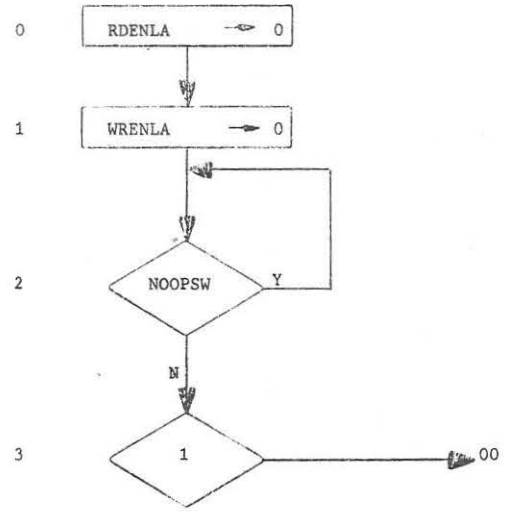 0 RDENLA → 0
1 WRENLA → 0
2 NOOPSW Y
N
3 1 00